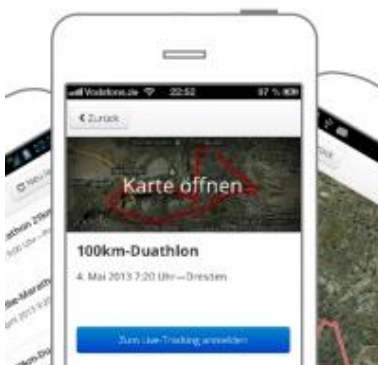 Vodafone.de 22:52 97 %
Zurück
Karte öffnen
100km-Duathlon
4. Mai 2013 7:20 Uhr—Dresden
Zum Live-Tracking anmelden